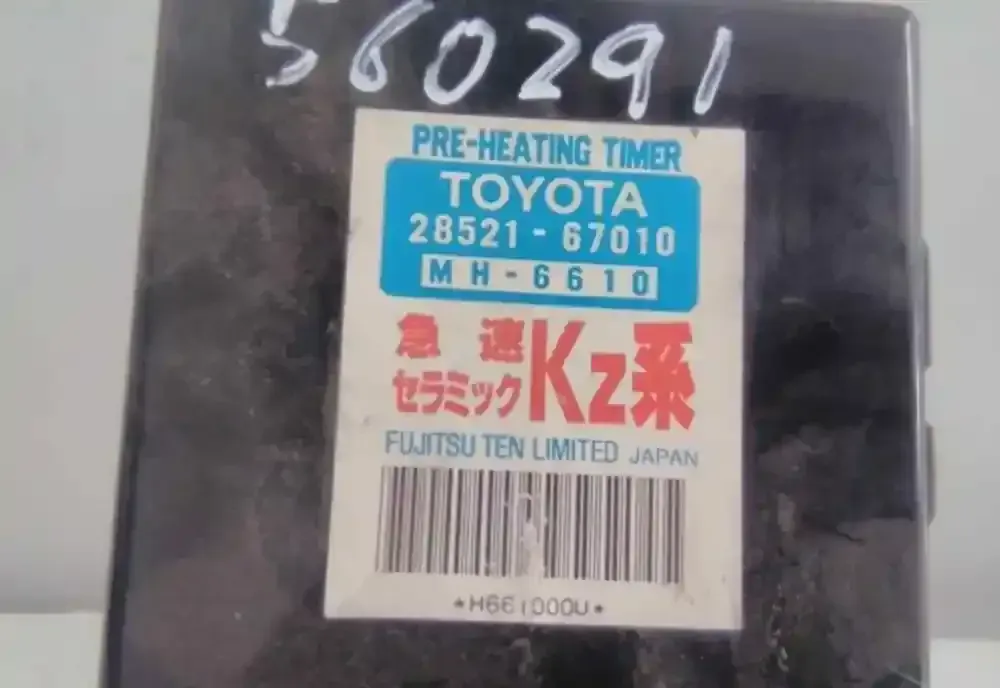 560291
PRE-HEATING TIMER
TOYOTA
28521-67010
MH-6610
急速
セラミック Kz系
FUJITSU TEN LIMITED JAPAN
*H661000U*